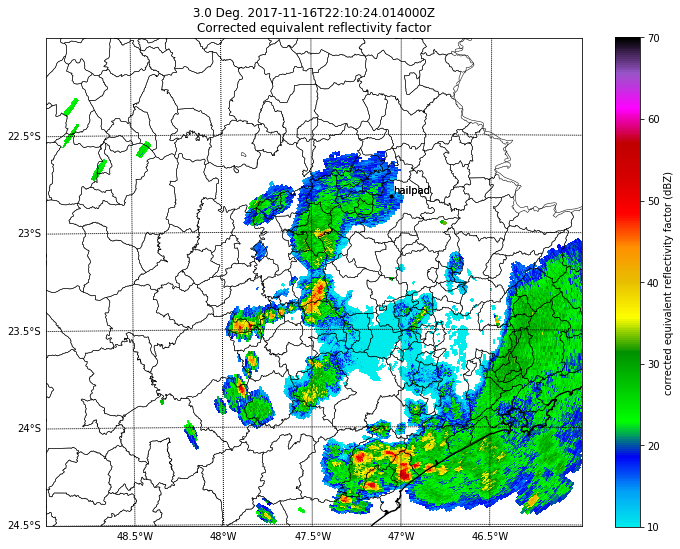 3.0 Deg. 2017-11-16T22:10:24.014000Z
Corrected equivalent reflectivity factor
22.5°S
23°S
23.5°S
24°S
24.5°S
48.5°W
48°W
47.5°W
47°W
46.5°W
hailpad
70
60
50
40
30
20
10
corrected equivalent reflectivity factor (dBZ)